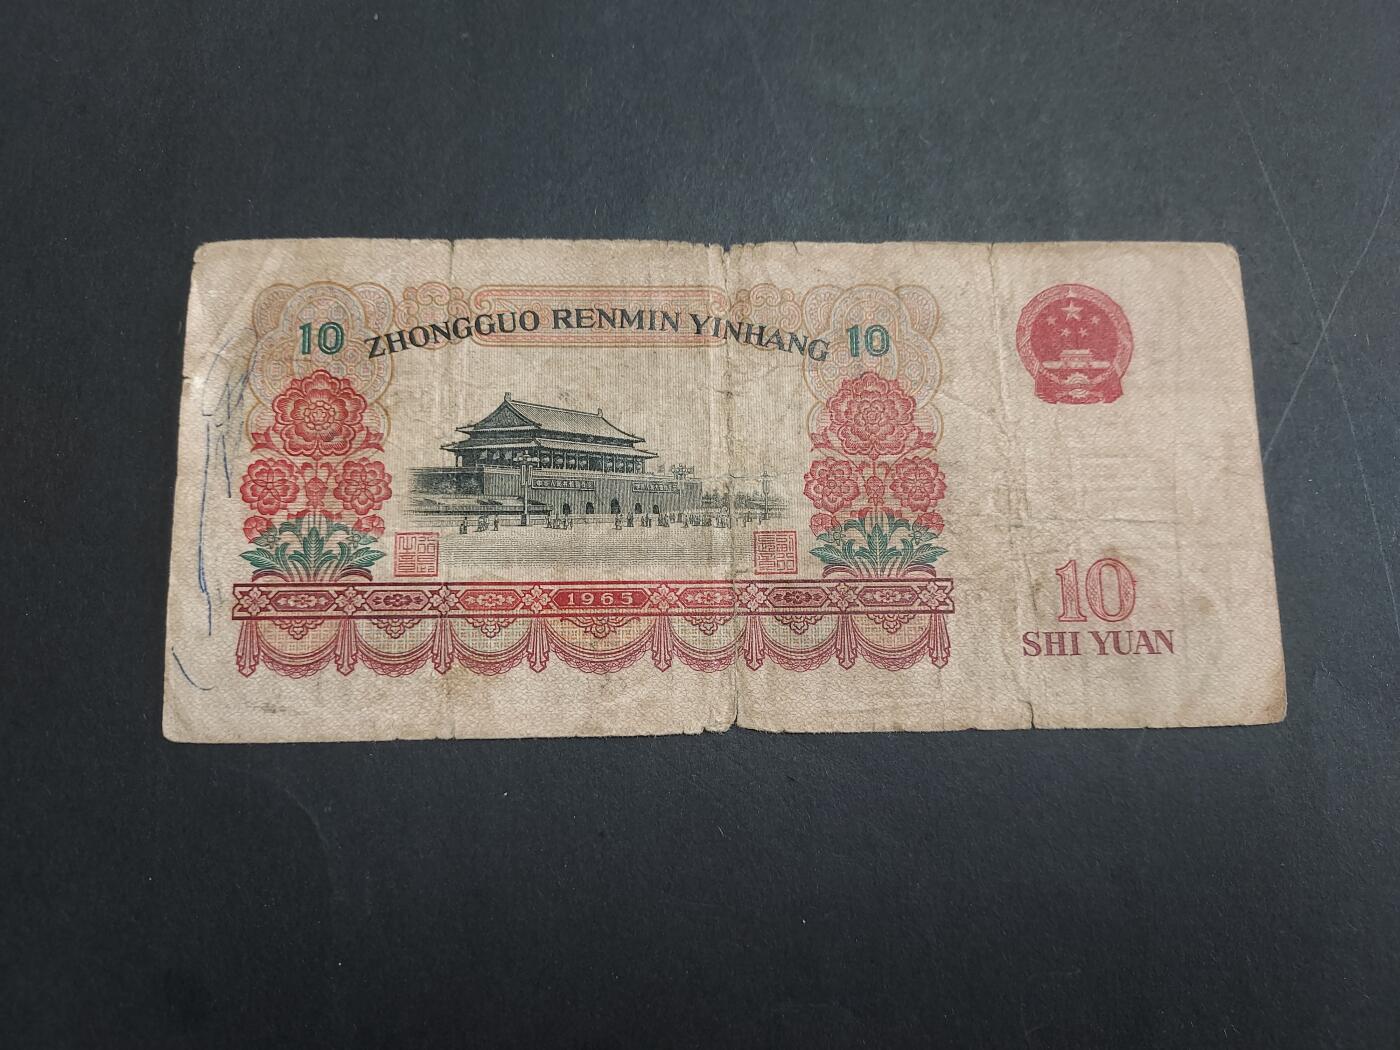 10 ZHONGGUO RENMIN YINHANG 10
1965
10
SHI YUAN